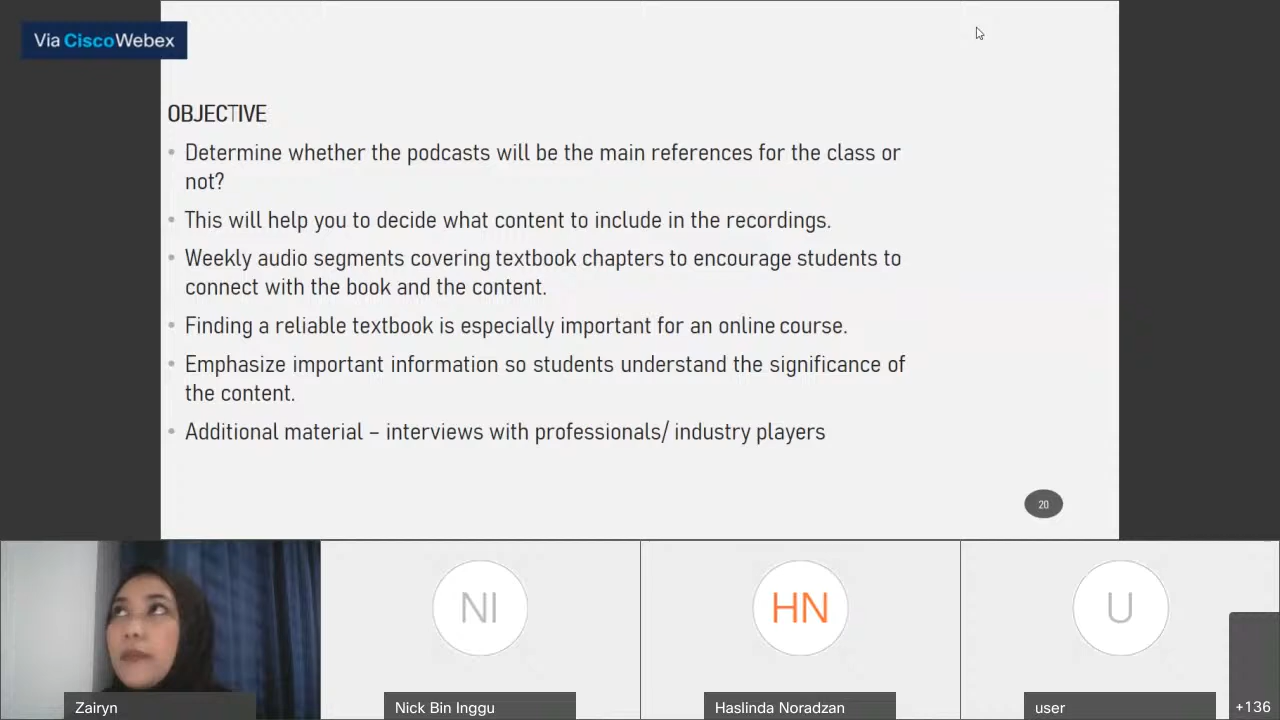 Via CiscoWebex
OBJECTIVE
• Determine whether the podcasts will be the main references for the class or
not?
• This will help you to decide what content to include in the recordings.
• Weekly audio segments covering textbook chapters to encourage students to
connect with the book and the content.
• Finding a reliable textbook is especially important for an online course.
• Emphasize important information so students understand the significance of
the content.
• Additional material – interviews with professionals/ industry players
20
NI
HN
U
Zairyn
Nick Bin Inggu
Haslinda Noradzan
user
+136